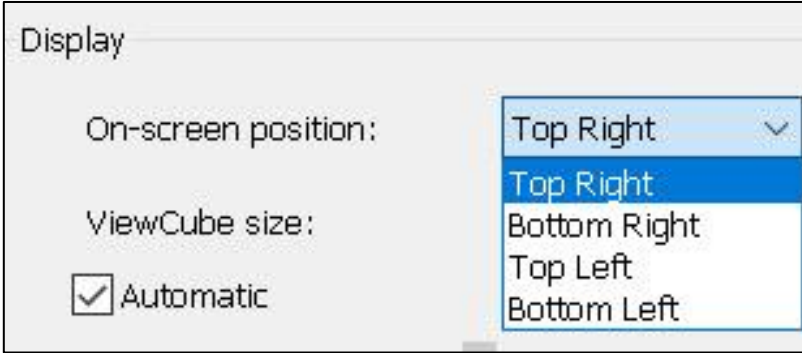 Display
On-screen position:
Top Right
Top Right
Bottom Right
Top Left
Bottom Left
ViewCube size:
Automatic